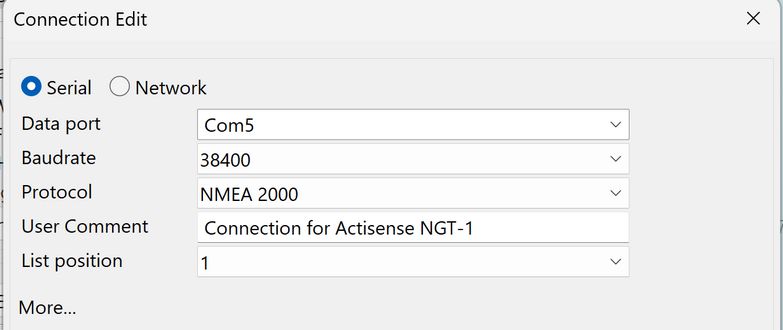 Connection Edit
Serial Network
Data port Com5
Baudrate 38400
Protocol NMEA 2000
User Comment Connection for Actisense NGT-1
List position 1
More...